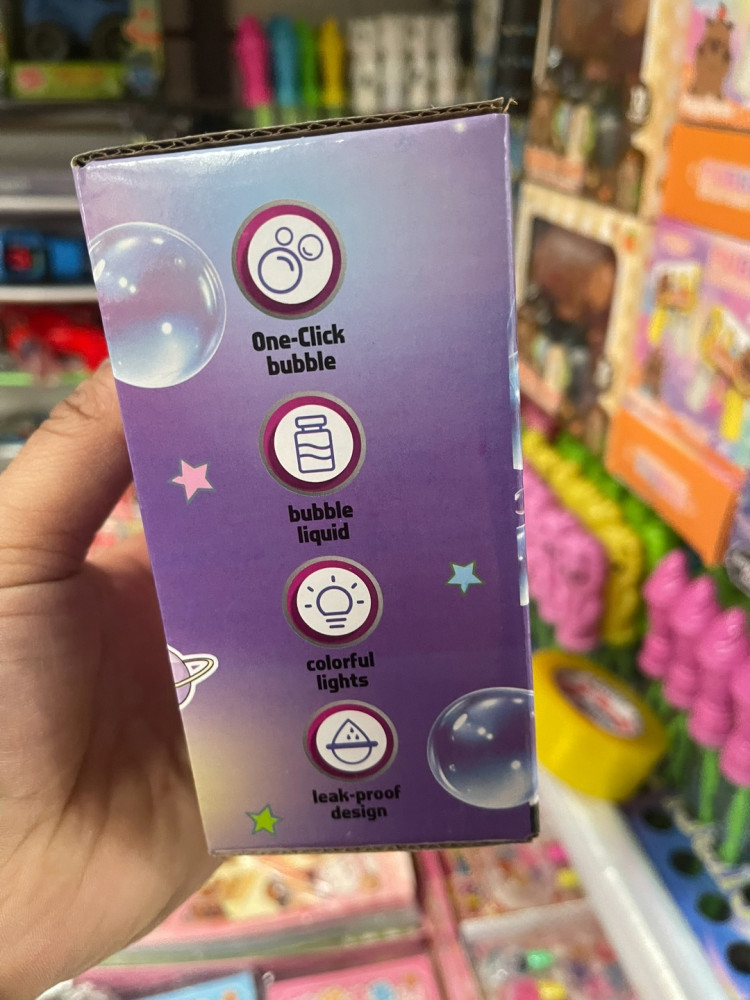 One-Click
bubble
bubble
liquid
colorful
lights
leak-proof
design